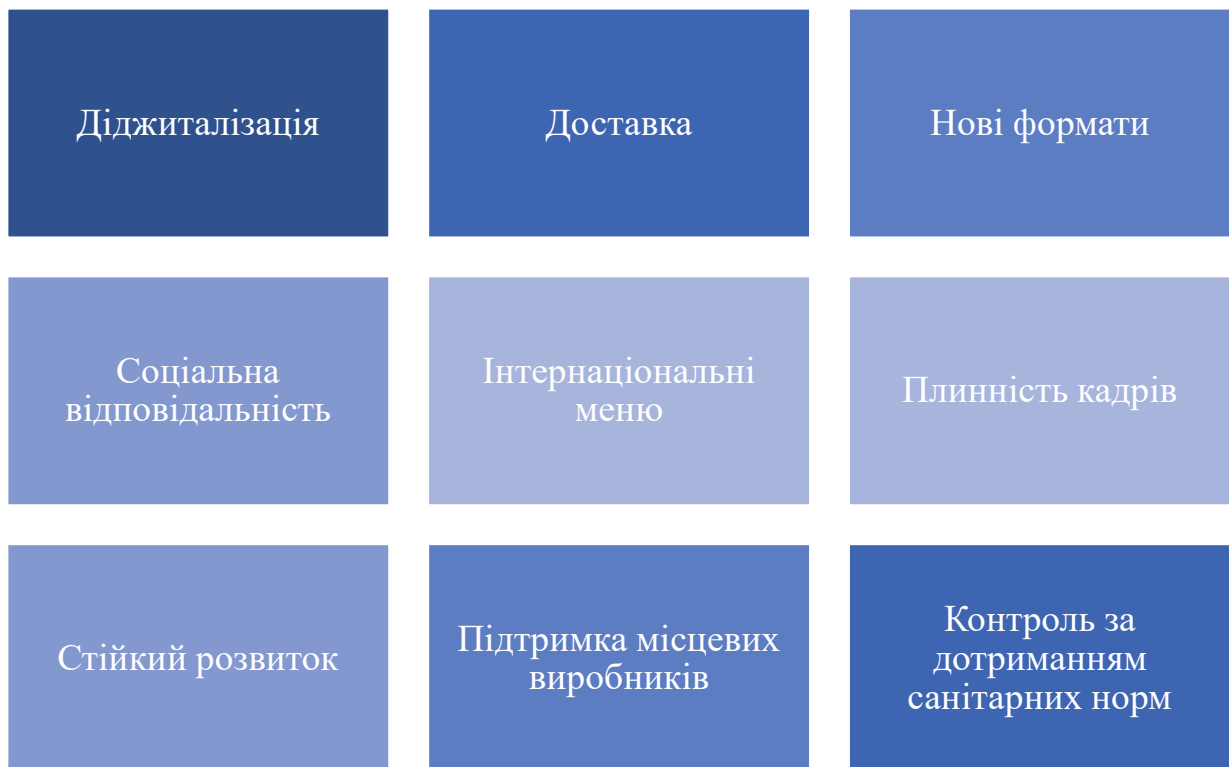 Діджиталізація
Доставка
Нові формати
Соціальна
відповідальність
Інтернаціональні
меню
Плинність кадрів
Стійкий розвиток
Підтримка місцевих
виробників
Контроль за
дотриманням
санітарних норм